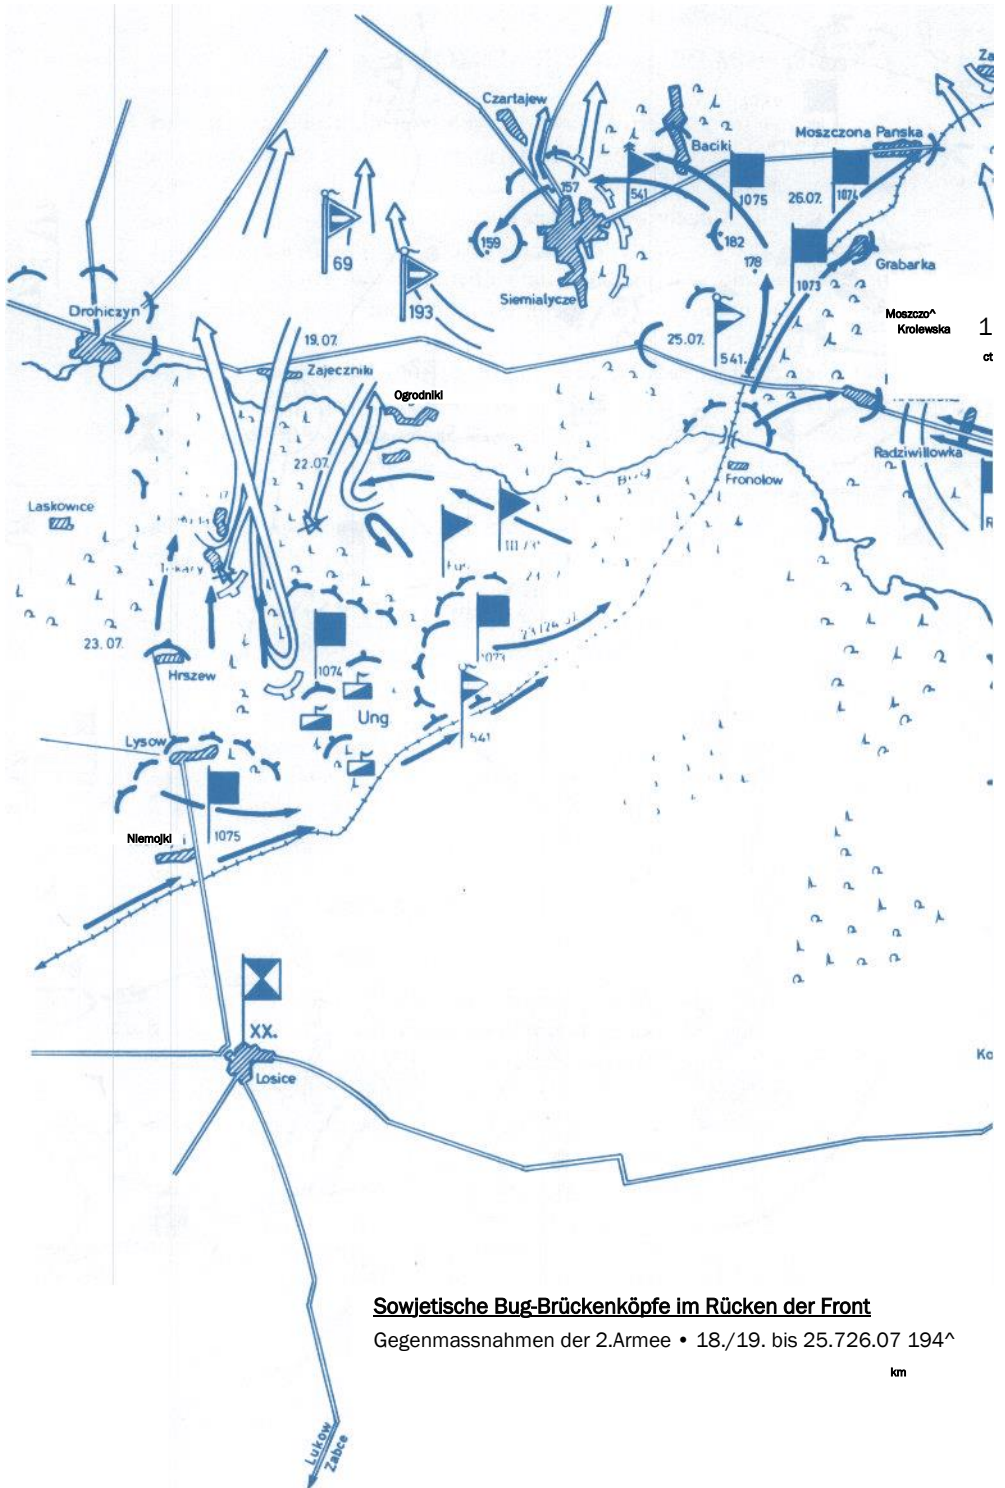 Za
Czartajew
Moszczona Panska
Baciki
157
541
1075
26.07.
1074
69
159
182
178
Grabarka
193
Siemiatycze
1073
Drohiczyn
Moszczo^
Krolewska
1
19.07.
25.07.
541.
ct
Zajeczniki
Ogrodniki
22.07.
Radziwillowka
Fronolow
Laskowice
R
23.07.
Hrszew
1074
1073
Ung
541
Lysow
1075
Niemojki
XX.
Losice
Ko
Sowjetische Bug-Brückenköpfe im Rücken der Front
Gegenmassnahmen der 2.Armee • 18./19. bis 25.726.07 194^
km
Lukow
Zabce